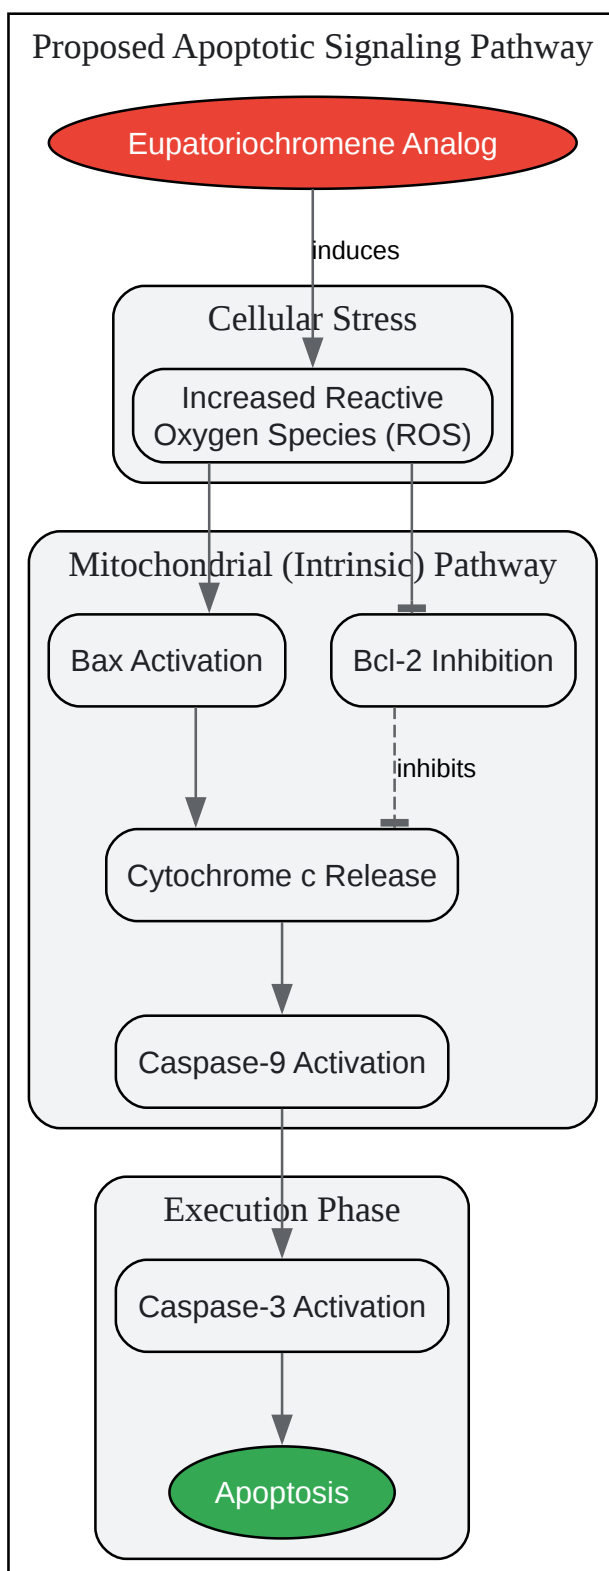 Proposed Apoptotic Signaling Pathway
Eupatoriochromene Analog
induces
Cellular Stress
Increased Reactive
Oxygen Species (ROS)
Mitochondrial (Intrinsic) Pathway
Bax Activation
Bcl-2 Inhibition
inhibits
Cytochrome c Release
Caspase-9 Activation
Execution Phase
Caspase-3 Activation
Apoptosis